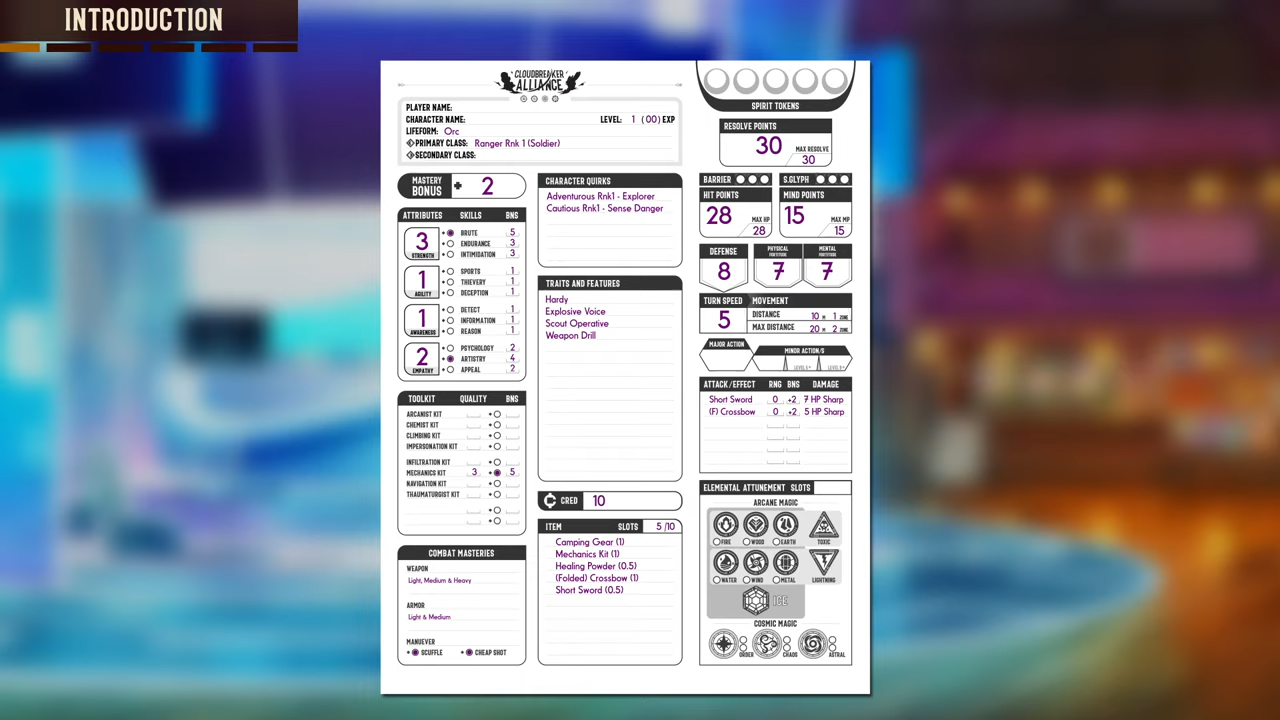 INTRODUCTION
CLOUDBREAKER
ALLIANCE
PLAYER NAME:
CHARACTER NAME:
LEVEL: 1 (00) EXP
LIFEFORM: Orc
PRIMARY CLASS: Ranger Rnk 1 (Soldier)
SECONDARY CLASS:
MASTERY
BONUS + 2
ATTRIBUTES SKILLS BNS
3 STRENGTH
BRUTE 5
ENDURANCE 3
INTIMIDATION 3
1 AGILITY
SPORTS 1
THIEVERY 1
DECEPTION 1
1 AWARENESS
DETECT 1
INFORMATION 1
REASON 1
2 EMPATHY
PSYCHOLOGY 2
ARTISTRY 4
APPEAL 2
TOOLKIT QUALITY BNS
ARCANIST KIT
CHEMIST KIT
CLIMBING KIT
IMPERSONATION KIT
INFILTRATION KIT
MECHANICS KIT 3 + 5
NAVIGATION KIT
THAUMATURGIST KIT
COMBAT MASTERIES
WEAPON
Light, Medium & Heavy
ARMOR
Light & Medium
MANUEVER
SCUFFLE CHEAP SHOT
CHARACTER QUIRKS
Adventurous Rnk1 - Explorer
Cautious Rnk1 - Sense Danger
TRAITS AND FEATURES
Hardy
Explosive Voice
Scout Operative
Weapon Drill
CRED 10
ITEM SLOTS 5 /10
Camping Gear (1)
Mechanics Kit (1)
Healing Powder (0.5)
(Folded) Crossbow (1)
Short Sword (0.5)
SPIRIT TOKENS
RESOLVE POINTS
30
MAX RESOLVE
30
BARRIER
HIT POINTS
28
MAX HP
28
S.GLYPH
MIND POINTS
15
MAX MP
15
DEFENSE
8
PHYSICAL
FORTITUDE
7
MENTAL
FORTITUDE
7
TURN SPEED
5
MOVEMENT
DISTANCE 10 M 1 ZONE
MAX DISTANCE 20 M 2 ZONE
MAJOR ACTION
MINOR ACTION/S
ATTACK/EFFECT RNG BNS DAMAGE
Short Sword 0 +2 7 HP Sharp
(F) Crossbow 0 +2 5 HP Sharp
ELEMENTAL ATTUNEMENT SLOTS
ARCANE MAGIC
FIRE WOOD EARTH TOXIC
WATER WIND METAL LIGHTNING
ICE
COSMIC MAGIC
ORDER CHAOS ASTRAL